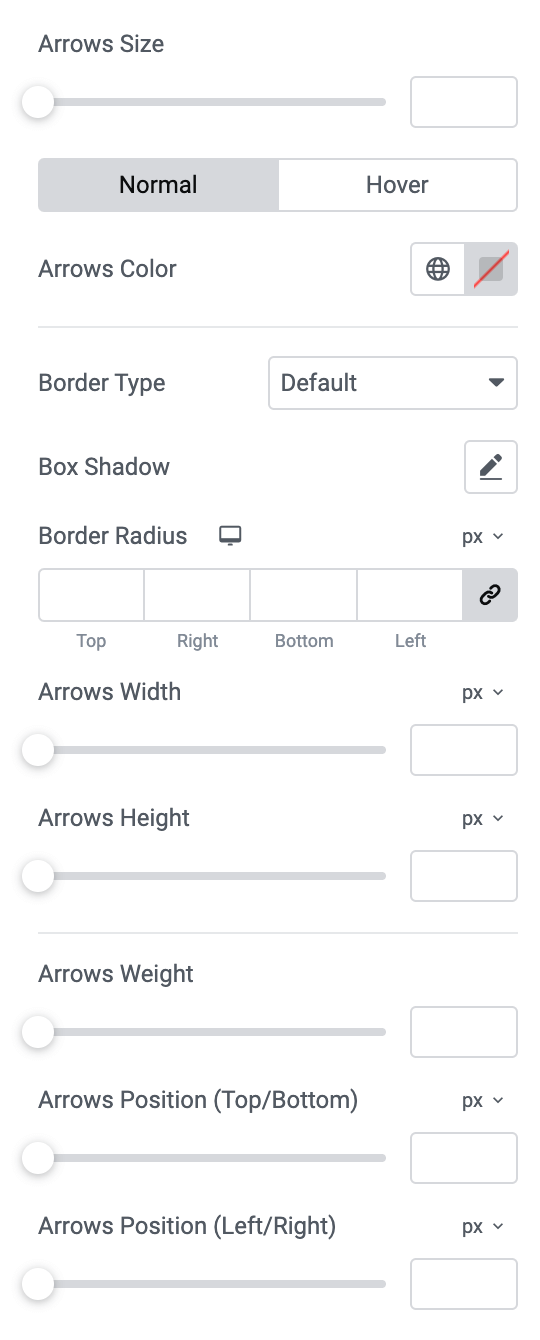 Arrows Size
Normal Hover
Arrows Color
Border Type Default
Box Shadow
Border Radius px
Top Right Bottom Left
Arrows Width px
Arrows Height px
Arrows Weight
Arrows Position (Top/Bottom) px
Arrows Position (Left/Right) px